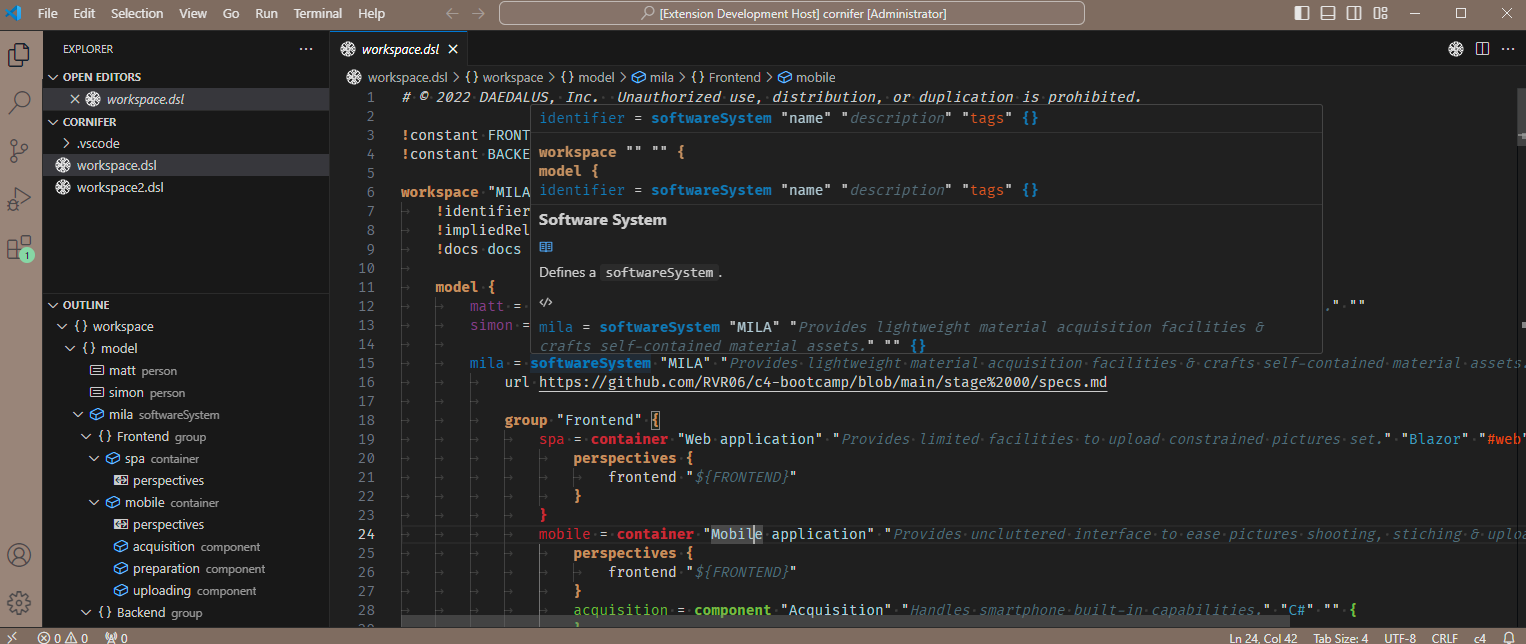 File Edit Selection View Go Run Terminal Help
[Extension Development Host] cornifer [Administrator]
EXPLORER
OPEN EDITORS
workspace.dsl
CORNIFER
.vscode
workspace.dsl
workspace2.dsl
OUTLINE
{} workspace
{} model
matt person
simon person
mila softwareSystem
{} Frontend group
spa container
perspectives
mobile container
perspectives
acquisition component
preparation component
uploading component
{} Backend group
1
workspace.dsl
workspace.dsl > {} workspace > {} model > mila > {} Frontend > mobile
1 # © 2022 DAEDALUS, Inc. Unauthorized use, distribution, or duplication is prohibited.
2
3 !constant FRONT
4 !constant BACKE
5
6 workspace "MILA
7 !identifier
8 !impliedRel
9 !docs docs
10
11 model {
12 matt = ." ""
13 simon =
14
identifier = softwareSystem "name" "description" "tags" {}
workspace "" "" {
model {
identifier = softwareSystem "name" "description" "tags" {}
Software System
Defines a softwareSystem.
</>
mila = softwareSystem "MILA" "Provides lightweight material acquisition facilities &
crafts self-contained material assets." "" {}
15 mila = softwareSystem "MILA" "Provides lightweight material acquisition facilities & crafts self-contained material assets.
16 url https://github.com/RVR06/c4-bootcamp/blob/main/stage%2000/specs.md
17
18 group "Frontend" {
19 spa = container "Web application" "Provides limited facilities to upload constrained pictures set." "Blazor" "#web"
20 perspectives {
21 frontend "${FRONTEND}"
22 }
23 }
24 mobile = container "Mobile application" "Provides uncluttered interface to ease pictures shooting, stiching & uploa
25 perspectives {
26 frontend "${FRONTEND}"
27 }
28 acquisition = component "Acquisition" "Handles smartphone built-in capabilities." "C#" "" {
0 0 0
Ln 24, Col 42 Tab Size: 4 UTF-8 CRLF c4